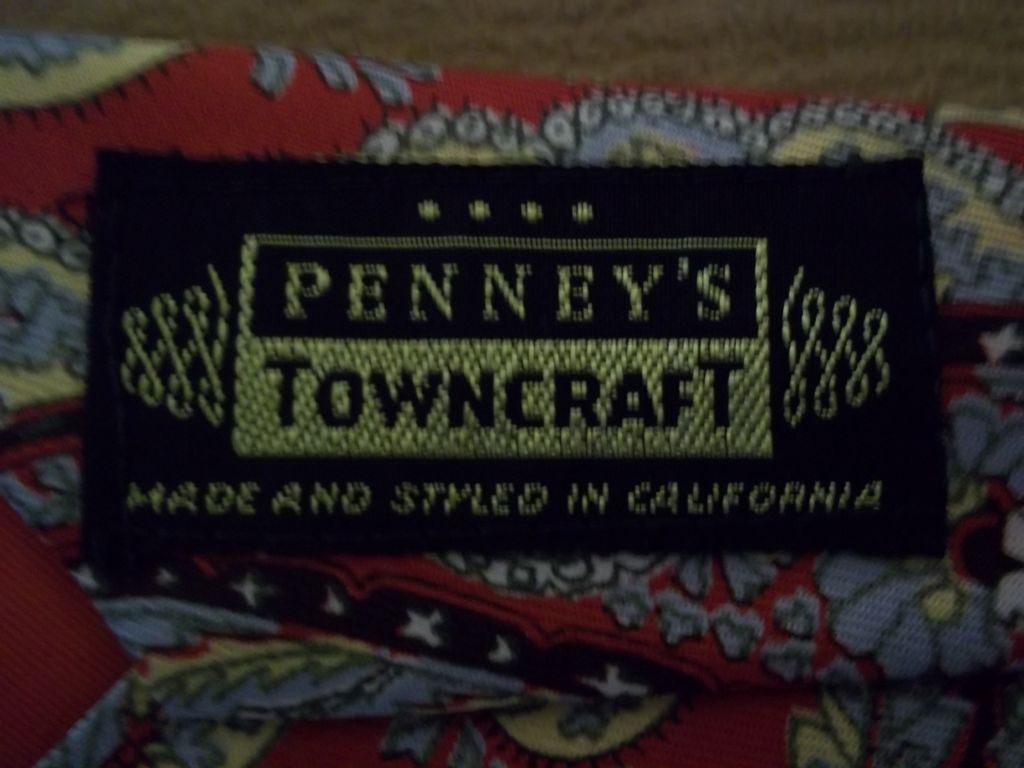 PENNEY'S
TOWNCRAFT
MADE AND STYLED IN CALIFORNIA